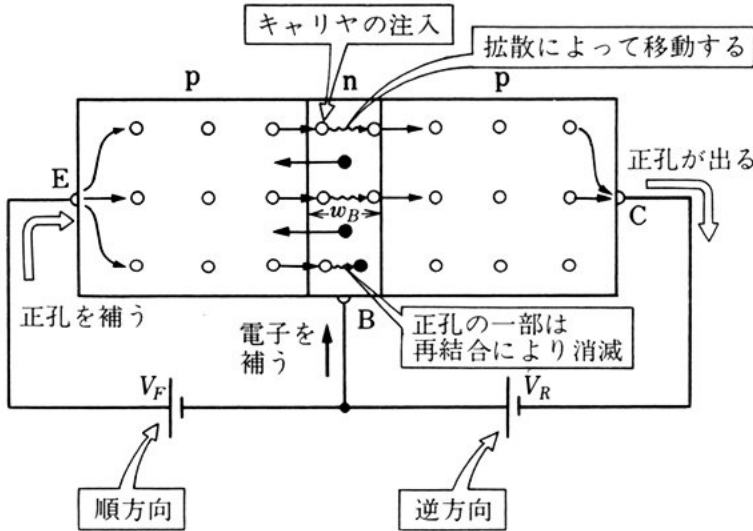 キャリヤの注入
拡散によって移動する
p
n
p
E
正孔が出る
w_B
C
正孔を補う
電子を
補う
B
正孔の一部は
再結合により消滅
V_F
V_R
順方向
逆方向